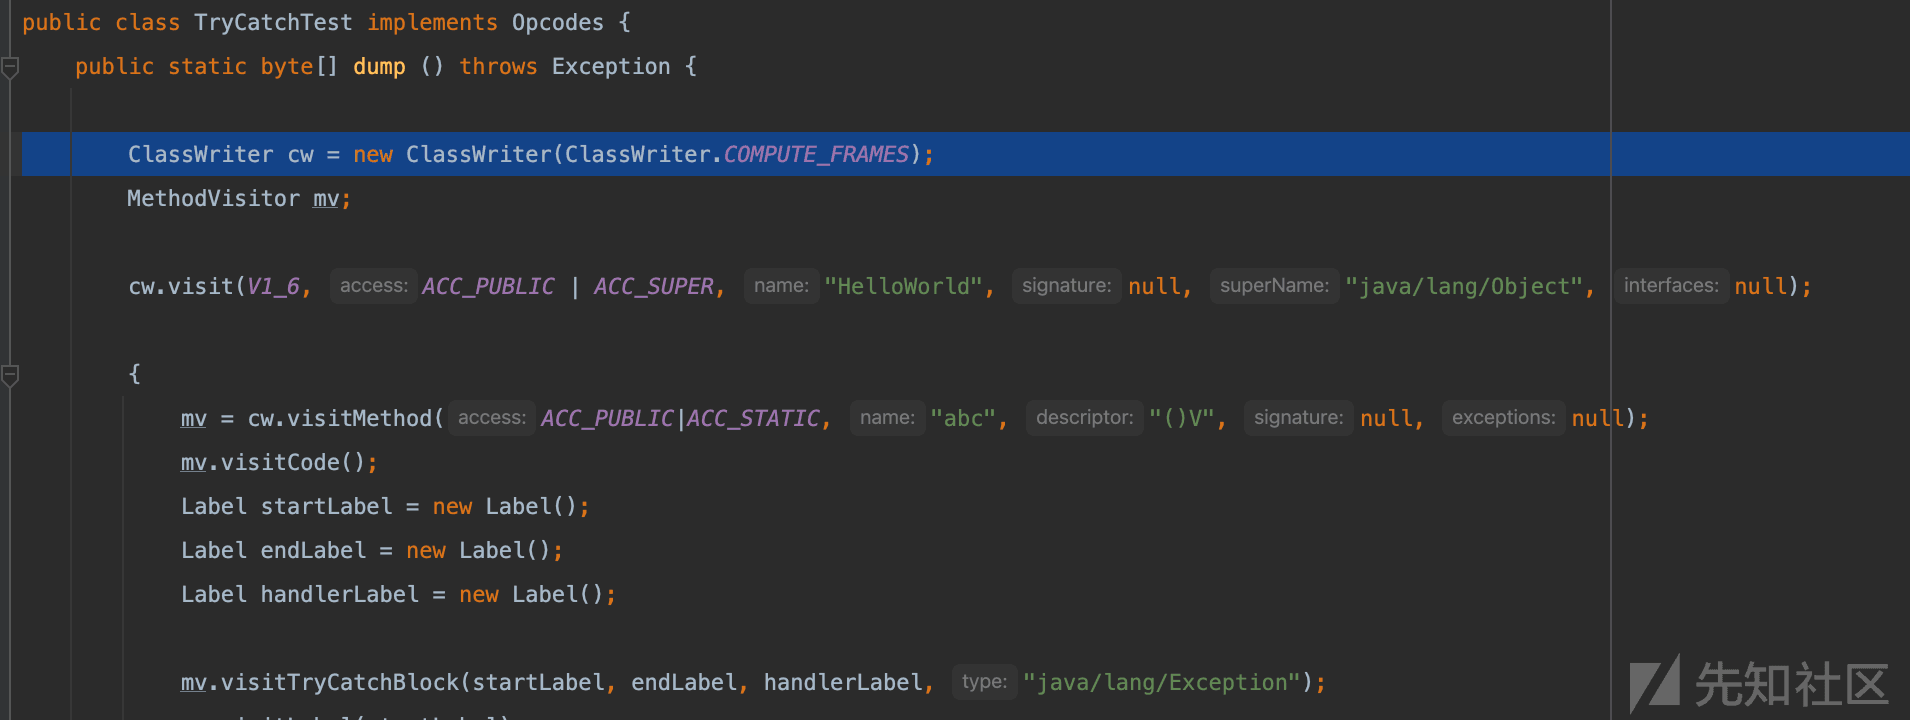 public class TryCatchTest implements Opcodes {
public static byte[] dump () throws Exception {
ClassWriter cw = new ClassWriter(ClassWriter.COMPUTE_FRAMES);
MethodVisitor mv;
cw.visit(V1_6, access: ACC_PUBLIC | ACC_SUPER, name: "HelloWorld", signature: null, superName: "java/lang/Object", interfaces: null);
{
mv = cw.visitMethod( access: ACC_PUBLIC|ACC_STATIC, name: "abc", descriptor: "()V", signature: null, exceptions: null);
mv.visitCode();
Label startLabel = new Label();
Label endLabel = new Label();
Label handlerLabel = new Label();
mv.visitTryCatchBlock(startLabel, endLabel, handlerLabel, type: "java/lang/Exception");
先知社区